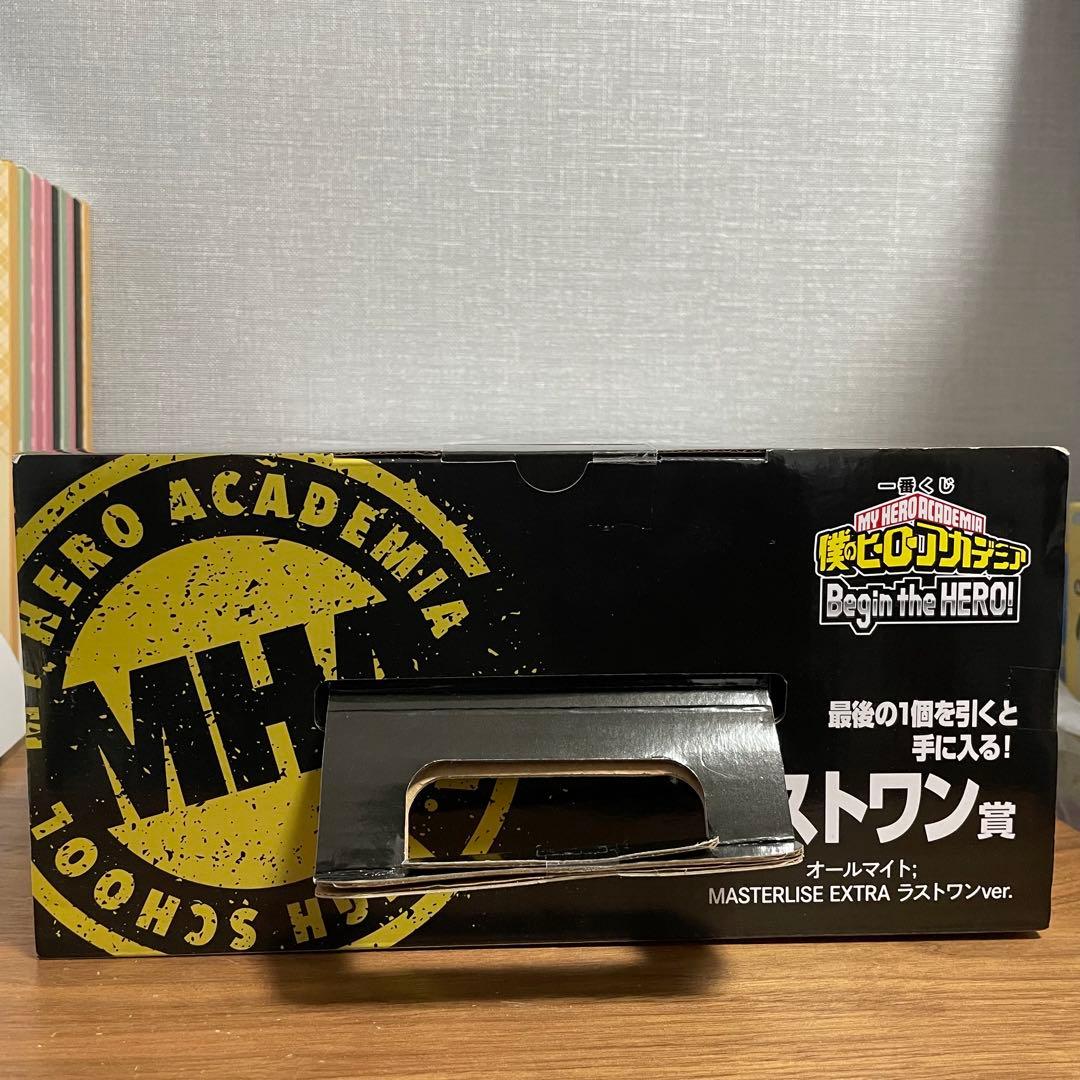 HERO ACADEMIA
MHA
SCHOOL
一番くじ
MY HERO ACADEMIA
僕のヒーローアカデミア
Begin the HERO!
最後の1個を引くと
手に入る!
ストワン賞
オールマイト;
MASTERLISE EXTRA ラストワンver.